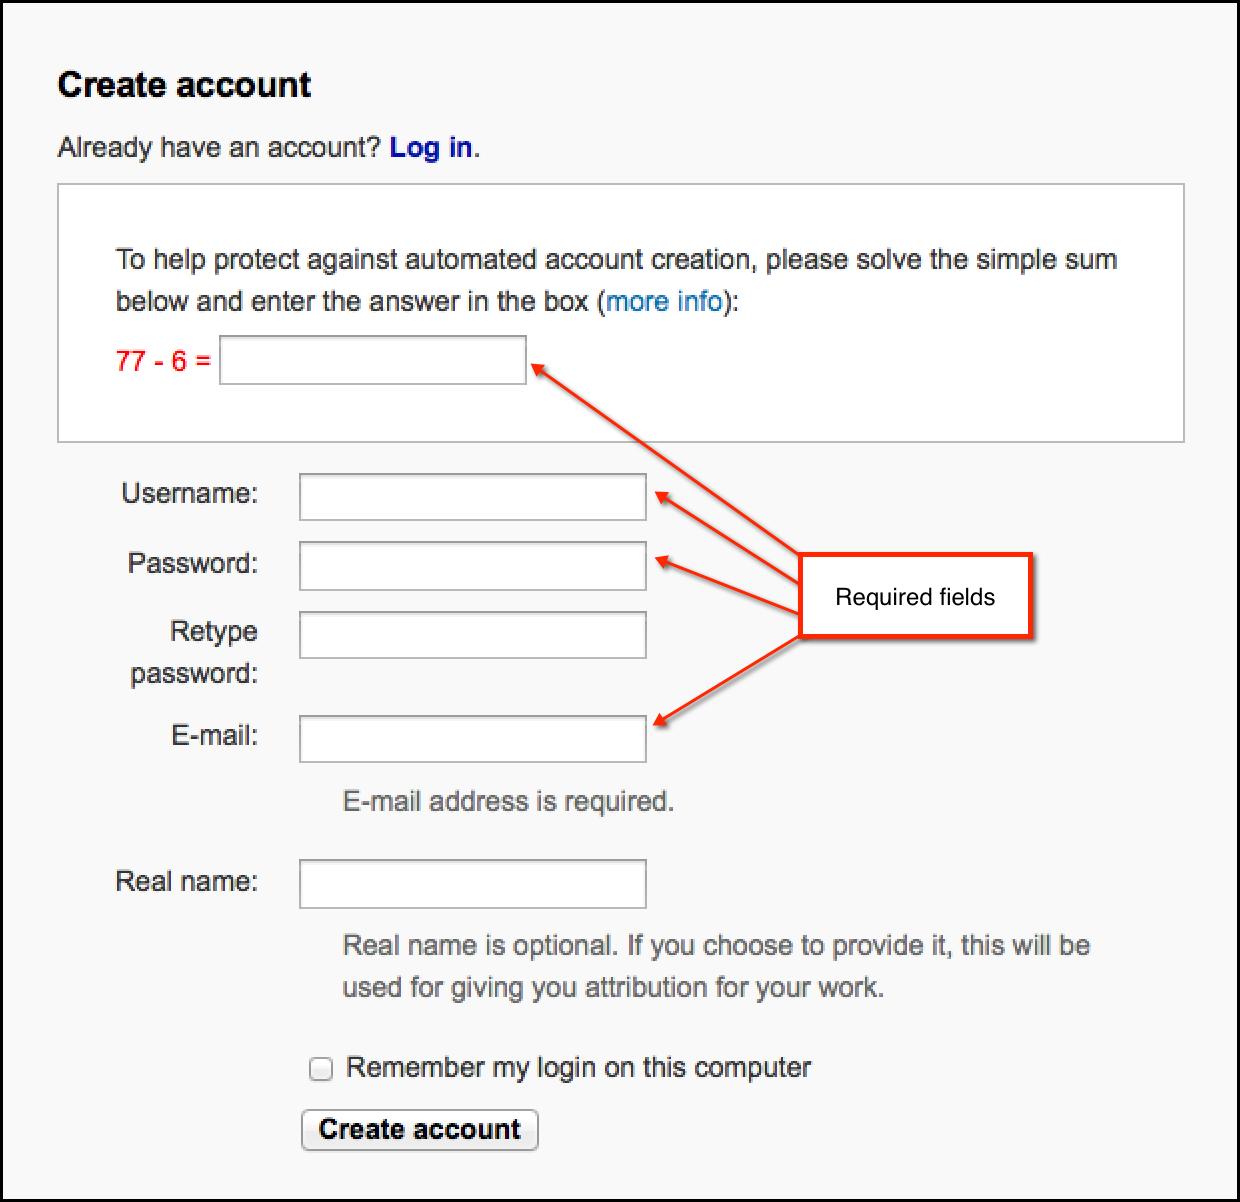 Create account
Already have an account? Log in.
To help protect against automated account creation, please solve the simple sum
below and enter the answer in the box (more info):
77 - 6 =
Username:
Password:
Required fields
Retype
password:
E-mail:
E-mail address is required.
Real name:
Real name is optional. If you choose to provide it, this will be
used for giving you attribution for your work.
Remember my login on this computer
Create account